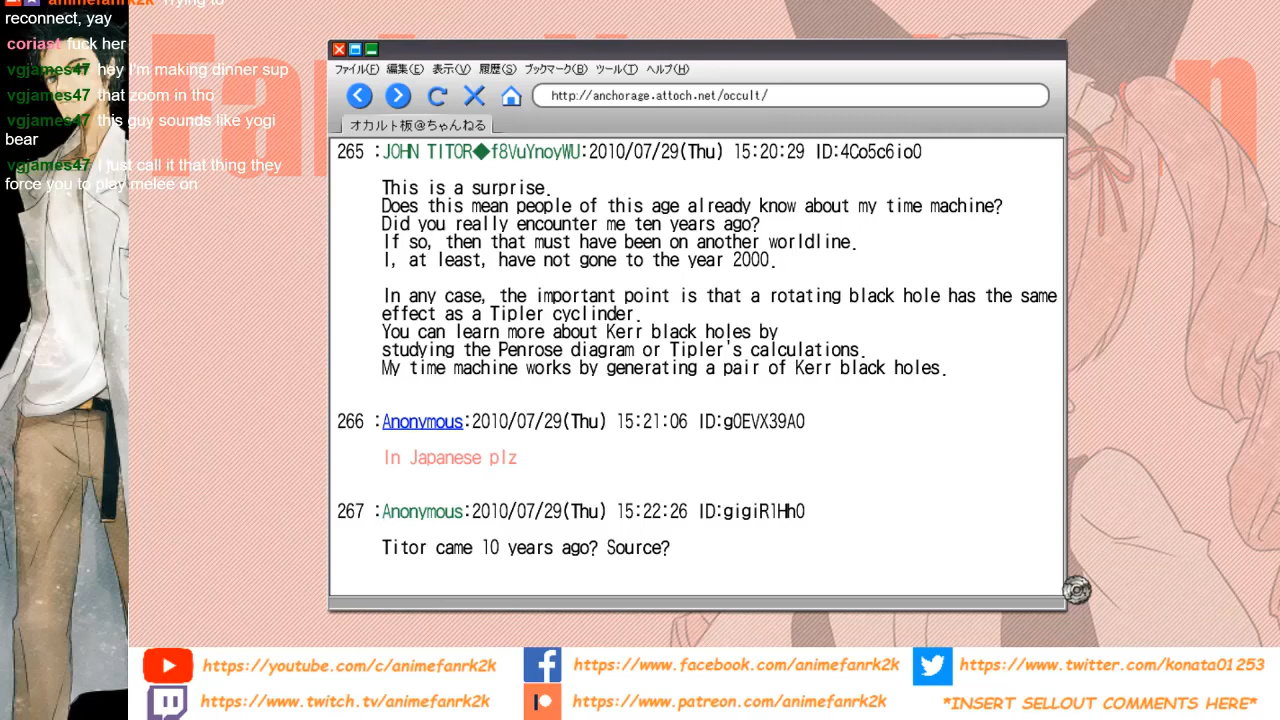 animefanrk2k Trying to
reconnect, yay
coriast fuck her
vgjames47 hey I'm making dinner sup
vgjames47 that zoom in tho
vgjames47 this guy sounds like yogi
bear
vgjames47 I just call it that thing they
force you to play melee on
ファイル(F) 編集(E) 表示(V) 履歴(S) ブックマーク(B) ツール(T) ヘルプ(H)
http://anchorage.attoch.net/occult/
オカルト板@ちゃんねる
265 :JOHN TITOR◆f8VuYnoyWU:2010/07/29(Thu) 15:20:29 ID:4Co5c6io0
This is a surprise.
Does this mean people of this age already know about my time machine?
Did you really encounter me ten years ago?
If so, then that must have been on another worldline.
I, at least, have not gone to the year 2000.
In any case, the important point is that a rotating black hole has the same
effect as a Tipler cyclinder.
You can learn more about Kerr black holes by
studying the Penrose diagram or Tipler's calculations.
My time machine works by generating a pair of Kerr black holes.
266 :Anonymous:2010/07/29(Thu) 15:21:06 ID:g0EVX39A0
In Japanese plz
267 :Anonymous:2010/07/29(Thu) 15:22:26 ID:gigiR1Hh0
Titor came 10 years ago? Source?
https://youtube.com/c/animefanrk2k
https://www.facebook.com/animefanrk2k
https://www.twitter.com/konata01253
https://www.twitch.tv/animefanrk2k
https://www.patreon.com/animefanrk2k
*INSERT SELLOUT COMMENTS HERE*